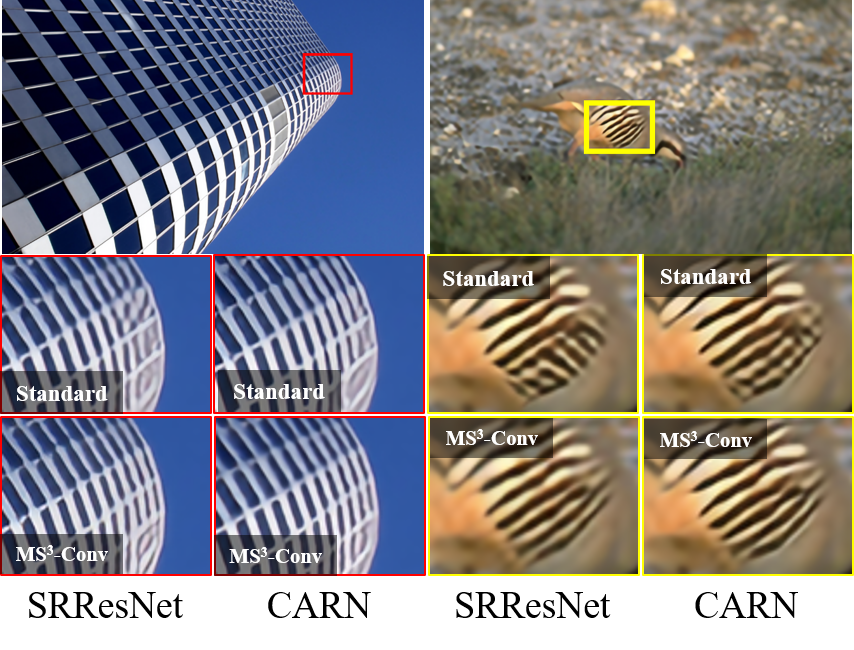 Standard
Standard
Standard
Standard
MS³-Conv
MS³-Conv
MS³-Conv
MS³-Conv
SRResNet
CARN
SRResNet
CARN